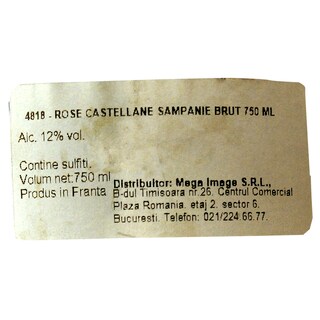 4818 - ROSE CASTELLANE SAMPANIE BRUT 750 ML
Alc. 12% vol.
Contine sulfiti.
Volum net:750 ml
Produs in Franta
Distribuitor: Mega Image S.R.L.,
B-dul Timisoara nr.26. Centrul Comercial
Plaza Romania. etaj 2. sector 6.
Bucuresti. Telefon: 021/224.66.77.